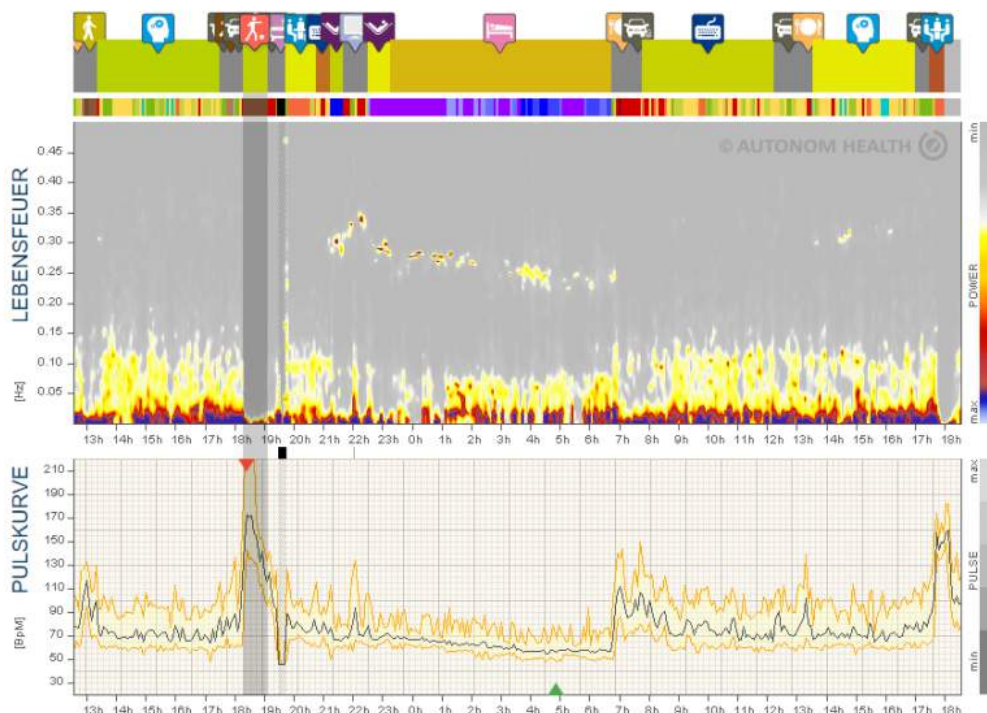 © AUTONOM HEALTH
LEBENSFEUER
[Hz]
0.45
0.40
0.35
0.30
0.25
0.20
0.15
0.10
0.05
min
POWER
max
13h 14h 15h 16h 17h 18h 19h 20h 21h 22h 23h 0h 1h 2h 3h 4h 5h 6h 7h 8h 9h 10h 11h 12h 13h 14h 15h 16h 17h 18h
PULSKURVE
[BpM]
210
190
170
150
130
110
90
70
50
30
max
PULSE
min
13h 14h 15h 16h 17h 18h 19h 20h 21h 22h 23h 0h 1h 2h 3h 4h 5h 6h 7h 8h 9h 10h 11h 12h 13h 14h 15h 16h 17h 18h